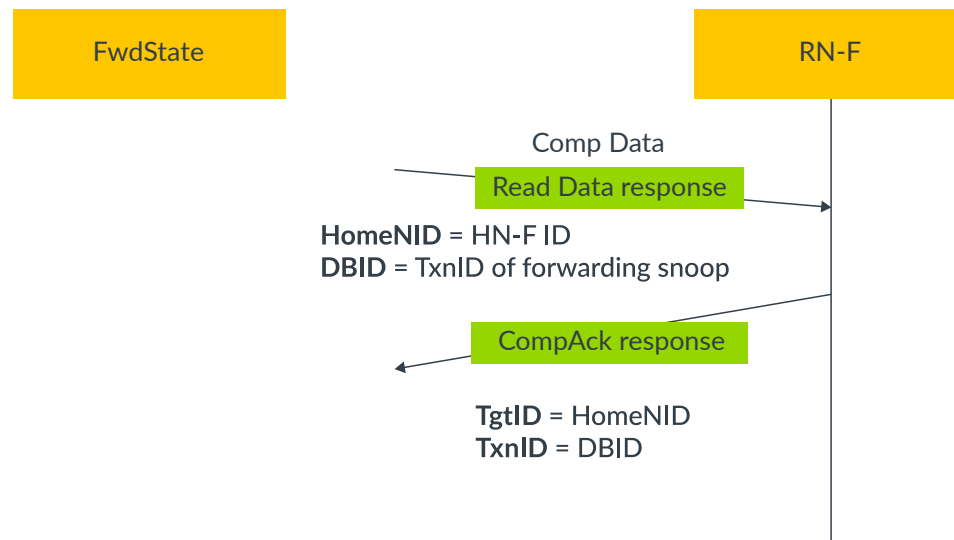 FwdState
RN-F
Comp Data
Read Data response
HomeNID = HN-F ID
DBID = TxnID of forwarding snoop
CompAck response
TgtID = HomeNID
TxnID = DBID